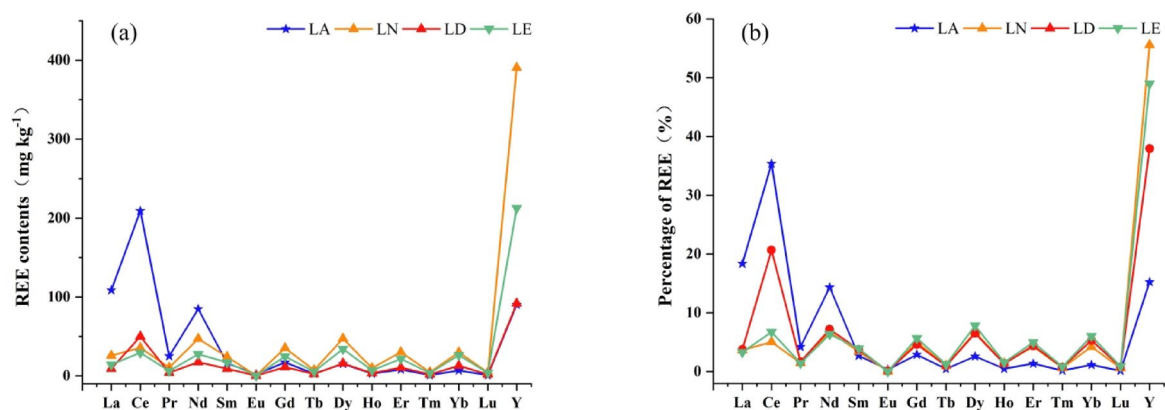 (a)
LA LN LD LE
REE contents（mg kg-1）
400
300
200
100
0
La Ce Pr Nd Sm Eu Gd Tb Dy Ho Er Tm Yb Lu Y
(b)
LA LN LD LE
Percentage of REE（%）
60
50
40
30
20
10
0
La Ce Pr Nd Sm Eu Gd Tb Dy Ho Er Tm Yb Lu Y